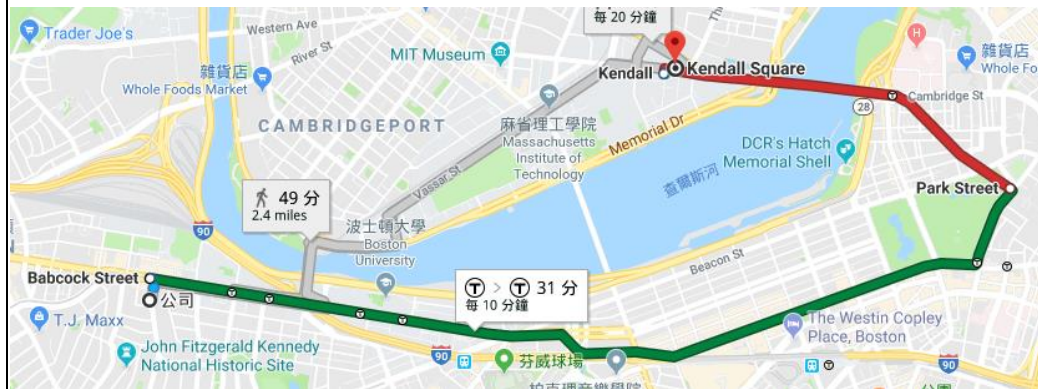 每 20 分鐘
Trader Joe's
Western Ave
River St
MIT Museum
Kendall
Kendall Square
雜貨店
Whole Foods Market
雜貨店
Whole Fo
Cambridge St
28
CAMBRIDGEPORT
麻省理工學院
Massachusetts
Institute of
Technology
Memorial Dr
DCR's Hatch
Memorial Shell
Vassar St
查爾斯河
Park Street
49 分
2.4 miles
90
波士頓大學
Boston
University
Beacon St
Babcock Street
公司
T > T 31 分
每 10 分鐘
T.J. Maxx
The Westin Copley
Place, Boston
John Fitzgerald Kennedy
National Historic Site
90
芬威球場
90